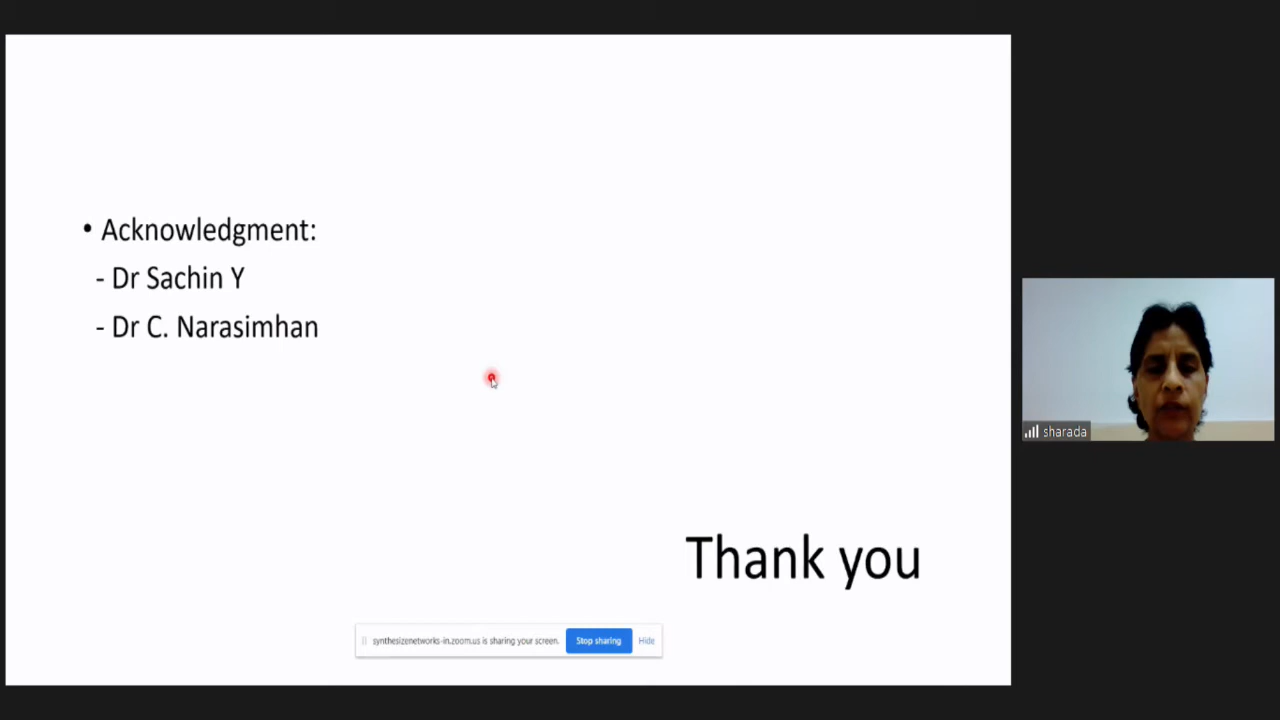 • Acknowledgment:
- Dr Sachin Y
- Dr C. Narasimhan
Thank you
synthesizenetworks-in.zoom.us is sharing your screen.
Stop sharing
Hide
sharada